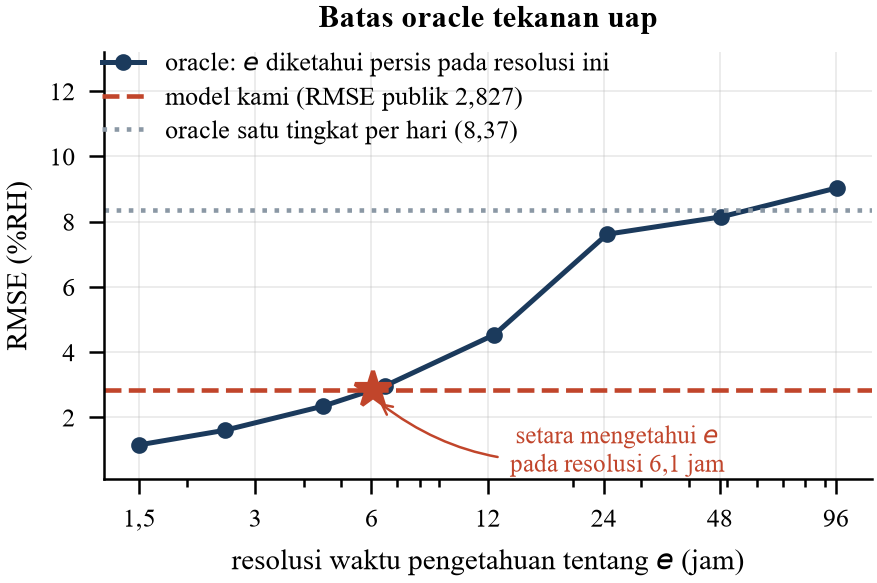 Batas oracle tekanan uap
oracle: e diketahui persis pada resolusi ini
model kami (RMSE publik 2,827)
oracle satu tingkat per hari (8,37)
RMSE (%RH)
12
10
8
6
4
2
setara mengetahui e
pada resolusi 6,1 jam
1,5 3 6 12 24 48 96
resolusi waktu pengetahuan tentang e (jam)